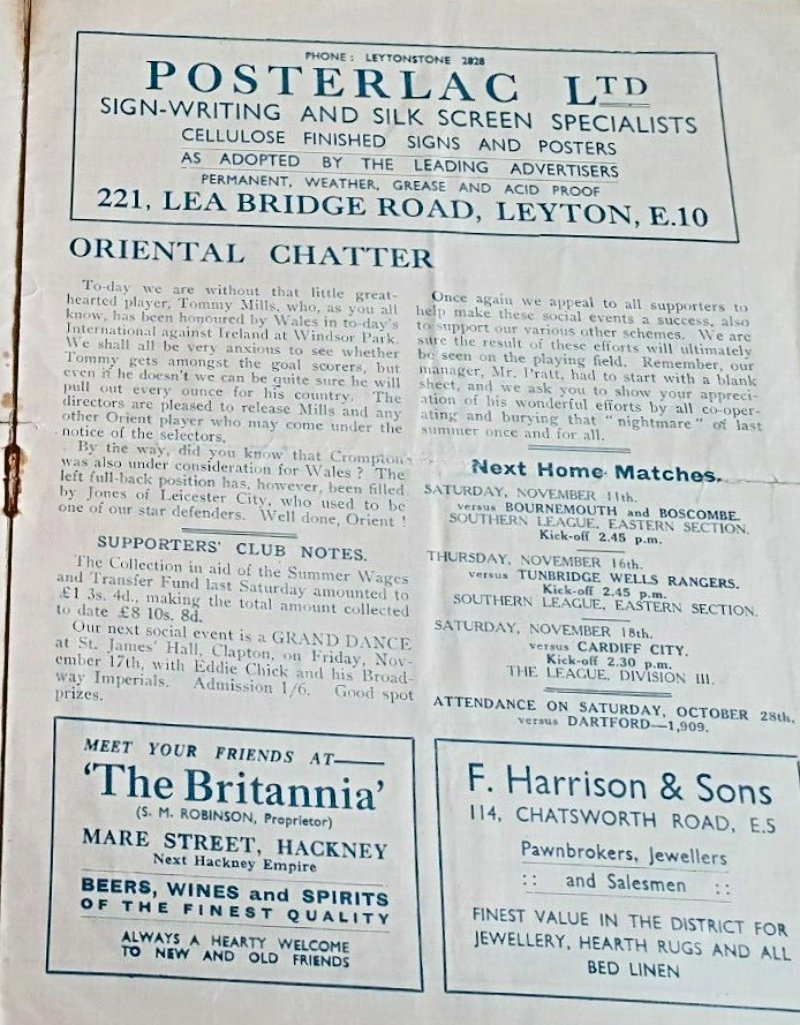 PHONE: LEYTONSTONE 2828
POSTERLAC LTD
SIGN-WRITING AND SILK SCREEN SPECIALISTS
CELLULOSE FINISHED SIGNS AND POSTERS
AS ADOPTED BY THE LEADING ADVERTISERS
PERMANENT, WEATHER, GREASE AND ACID PROOF
221, LEA BRIDGE ROAD, LEYTON, E.10
ORIENTAL CHATTER
To-day we are without that little great-
hearted player, Tommy Mills, who, as you all
know, has been honoured by Wales in to-day's
International against Ireland at Windsor Park.
We shall all be very anxious to see whether
Tommy gets amongst the goal scorers, but
even if he doesn't we can be quite sure he will
pull out every ounce for his country. The
directors are pleased to release Mills and any
other Orient player who may come under the
notice of the selectors.
By the way, did you know that Crompton
was also under consideration for Wales? The
left full-back position has, however, been filled
by Jones of Leicester City, who used to be
one of our star defenders. Well done, Orient!
SUPPORTERS' CLUB NOTES.
The Collection in aid of the Summer Wages
and Transfer Fund last Saturday amounted to
£1 3s. 4d., making the total amount collected
to date £8 10s. 8d.
Our next social event is a GRAND DANCE
at St. James' Hall, Clapton, on Friday, Nov-
ember 17th, with Eddie Chick and his Broad-
way Imperials. Admission 1/6. Good spot
prizes.
Once again we appeal to all supporters to
help make these social events a success, also
to support our various other schemes. We are
sure the result of these efforts will ultimately
be seen on the playing field. Remember, our
manager, Mr. Pratt, had to start with a blank
sheet, and we ask you to show your appreci-
ation of his wonderful efforts by all co-oper-
ating and burying that "nightmare" of last
summer once and for all.
Next Home Matches.
SATURDAY, NOVEMBER 11th.
versus BOURNEMOUTH and BOSCOMBE.
SOUTHERN LEAGUE, EASTERN SECTION.
Kick-off 2.45 p.m.
THURSDAY, NOVEMBER 16th.
versus TUNBRIDGE WELLS RANGERS.
Kick-off 2.45 p.m.
SOUTHERN LEAGUE, EASTERN SECTION.
SATURDAY, NOVEMBER 18th.
versus CARDIFF CITY.
Kick-off 2.30 p.m.
THE LEAGUE, DIVISION III.
ATTENDANCE ON SATURDAY, OCTOBER 28th,
versus DARTFORD—1,909.
MEET YOUR FRIENDS AT—
'The Britannia'
(S. M. ROBINSON, Proprietor)
MARE STREET, HACKNEY
Next Hackney Empire
BEERS, WINES and SPIRITS
OF THE FINEST QUALITY
ALWAYS A HEARTY WELCOME
TO NEW AND OLD FRIENDS
F. Harrison & Sons
114, CHATSWORTH ROAD, E.5
Pawnbrokers, Jewellers
:: and Salesmen ::
FINEST VALUE IN THE DISTRICT FOR
JEWELLERY, HEARTH RUGS AND ALL
BED LINEN